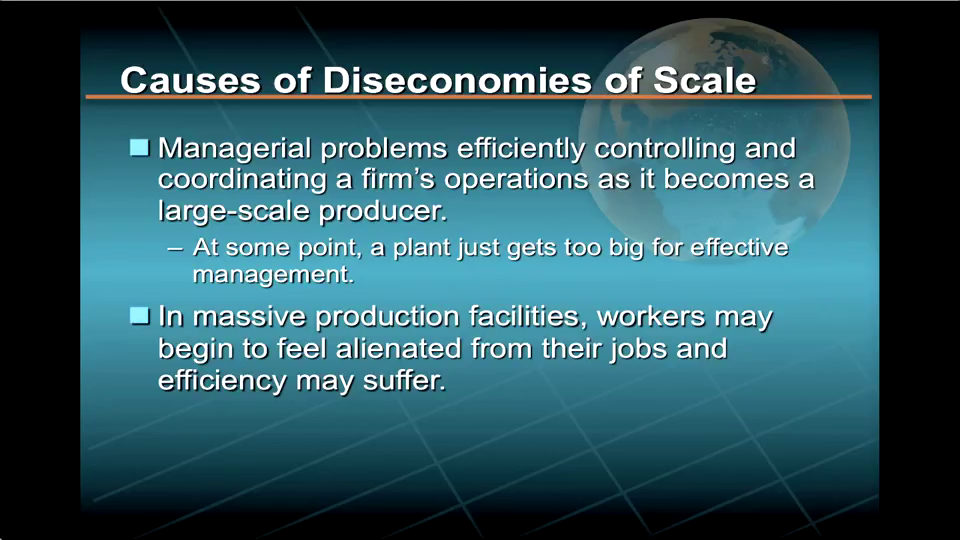 Causes of Diseconomies of Scale
Managerial problems efficiently controlling and
coordinating a firm's operations as it becomes a
large-scale producer.
– At some point, a plant just gets too big for effective
management.
In massive production facilities, workers may
begin to feel alienated from their jobs and
efficiency may suffer.